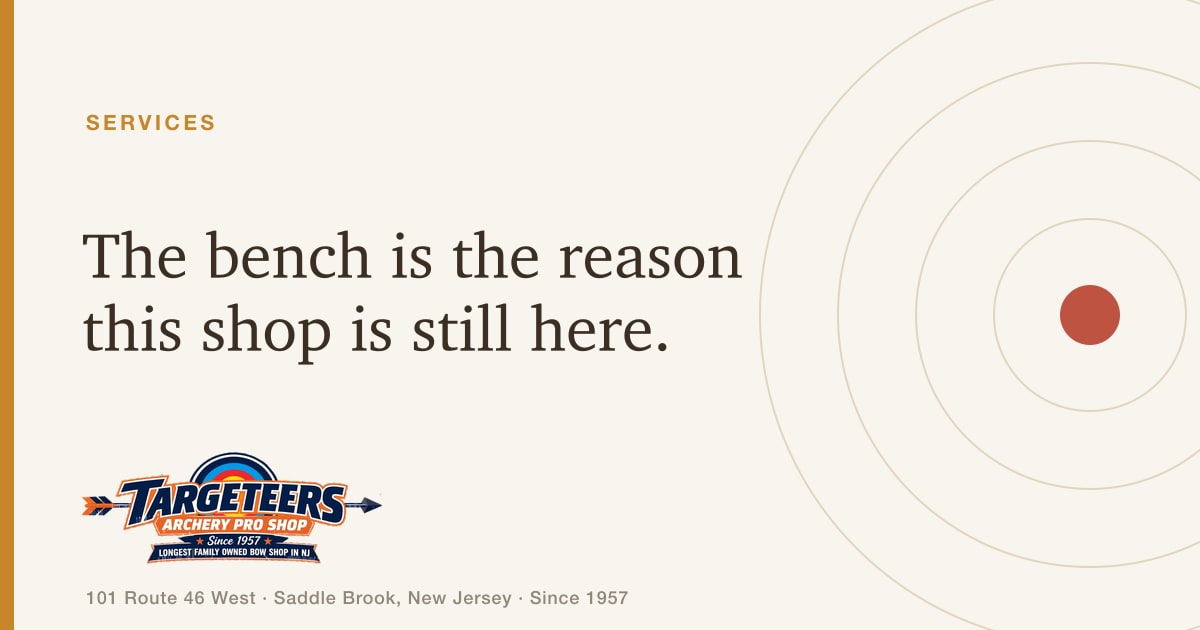 SERVICES
The bench is the reason
this shop is still here.
TARGETEERS
ARCHERY PRO SHOP
★ Since 1957 ★
LONGEST FAMILY OWNED BOW SHOP IN NJ
101 Route 46 West · Saddle Brook, New Jersey · Since 1957